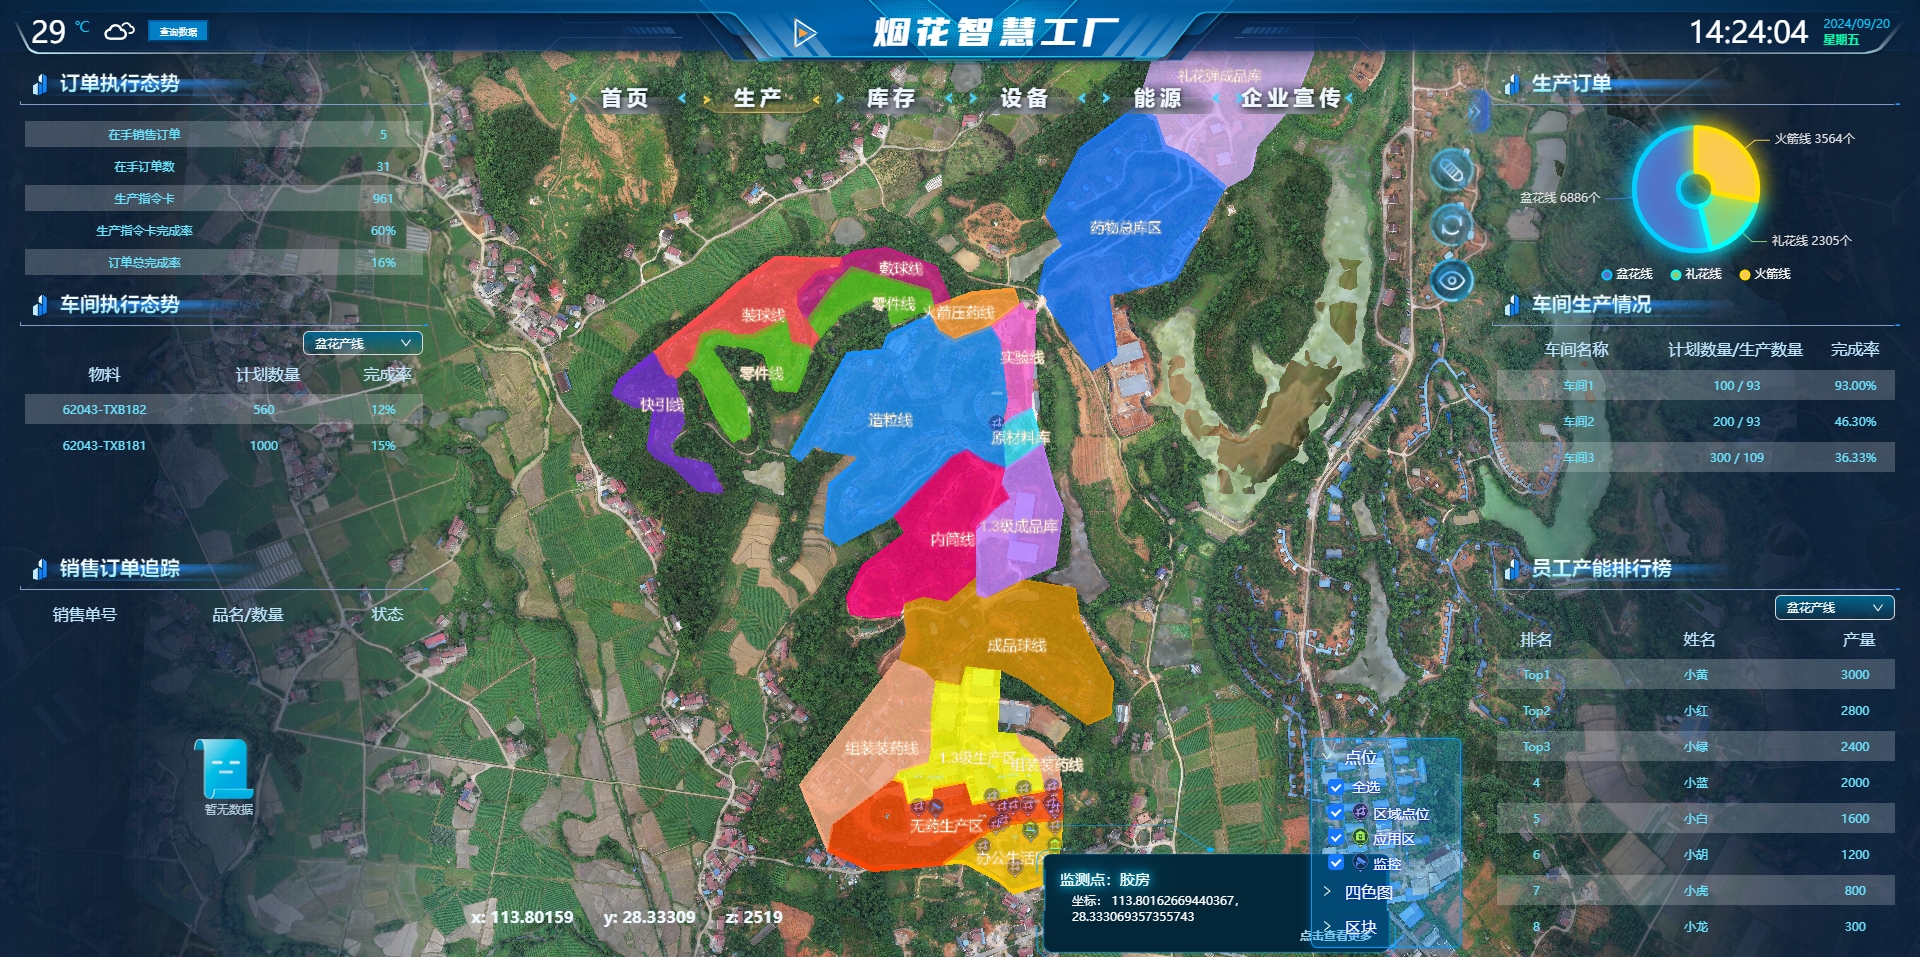 29 ℃
查询数据
烟花智慧工厂
14:24:04
2024/09/20
星期五
首页
生产
库存
设备
能源
企业宣传
订单执行态势
在手销售订单 5
在手订单数 31
生产指令卡 961
生产指令卡完成率 60%
订单总完成率 16%
车间执行态势
盆花产线
物料 计划数量 完成率
62043-TXB182 560 12%
62043-TXB181 1000 15%
销售订单追踪
销售单号 品名/数量 状态
暂无数据
礼花弹成品库
药物总库区
敷球线
零件线
火箭压药线
装球线
实验线
零件线
快引线
造粒线
原材料库
1.3级成品库
内筒线
成品球线
组装装药线
1.3级生产区
组装装药线
无药生产区
办公生活区
x: 113.80159 y: 28.33309 z: 2519
监测点：胶房
坐标： 113.80162669440367,
28.333069357355743
点击查看更多
点位
全选
区域点位
应用区
监控
四色图
区块
生产订单
火箭线 3564个
盆花线 6886个
礼花线 2305个
盆花线 礼花线 火箭线
车间生产情况
车间名称 计划数量/生产数量 完成率
车间1 100 / 93 93.00%
车间2 200 / 93 46.30%
车间3 300 / 109 36.33%
员工产能排行榜
盆花产线
排名 姓名 产量
Top1 小黄 3000
Top2 小红 2800
Top3 小绿 2400
4 小蓝 2000
5 小白 1600
6 小胡 1200
7 小虎 800
8 小龙 300